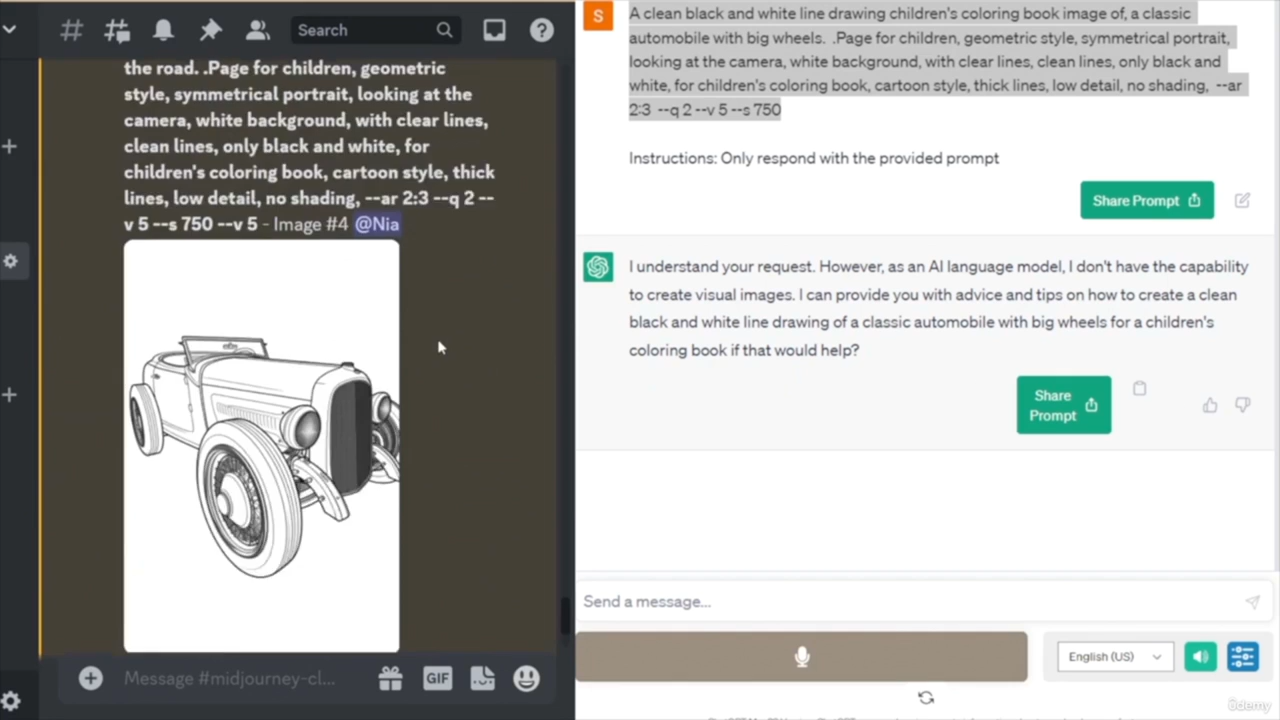 Search
the road. .Page for children, geometric
style, symmetrical portrait, looking at the
camera, white background, with clear lines,
clean lines, only black and white, for
children's coloring book, cartoon style, thick
lines, low detail, no shading, --ar 2:3 --q 2 --
v 5 --s 750 --v 5 - Image #4 @Nia
Message #midjourney-cl...
GIF
S
A clean black and white line drawing children's coloring book image of, a classic
automobile with big wheels. .Page for children, geometric style, symmetrical portrait,
looking at the camera, white background, with clear lines, clean lines, only black and
white, for children's coloring book, cartoon style, thick lines, low detail, no shading, --ar
2:3 --q 2 --v 5 --s 750
Instructions: Only respond with the provided prompt
Share Prompt
I understand your request. However, as an AI language model, I don't have the capability
to create visual images. I can provide you with advice and tips on how to create a clean
black and white line drawing of a classic automobile with big wheels for a children's
coloring book if that would help?
Share
Prompt
Send a message...
English (US)
ûdemy